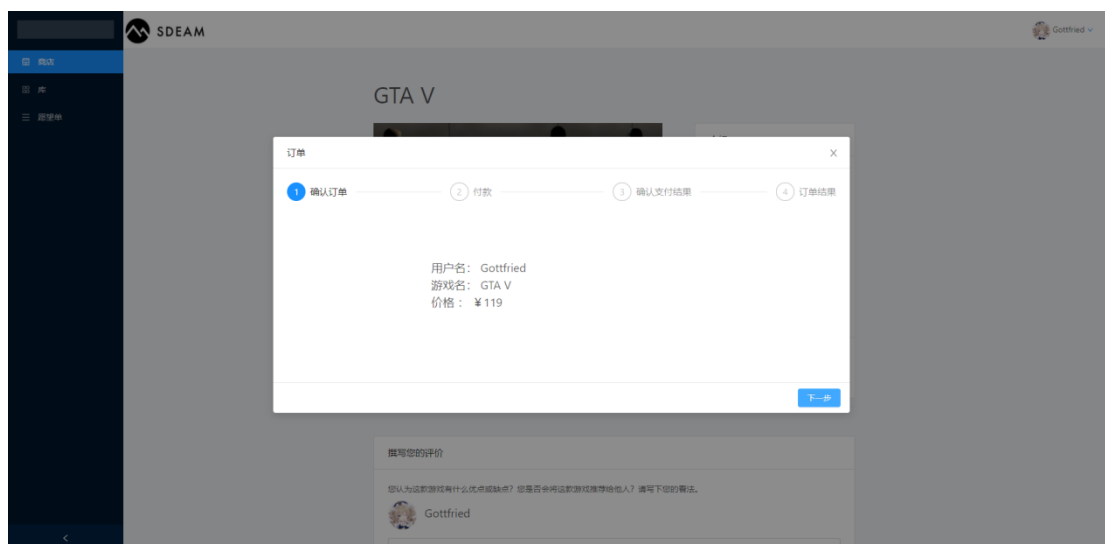 SDEAM
Gottfried
商店
库
愿望单
GTA V
订单
1 确认订单
2 付款
3 确认支付结果
4 订单结果
用户名： Gottfried
游戏名： GTA V
价格： ￥119
下一步
撰写您的评价
您认为这款游戏有什么优点或缺点？您是否会将这款游戏推荐给他人？请写下您的看法。
Gottfried